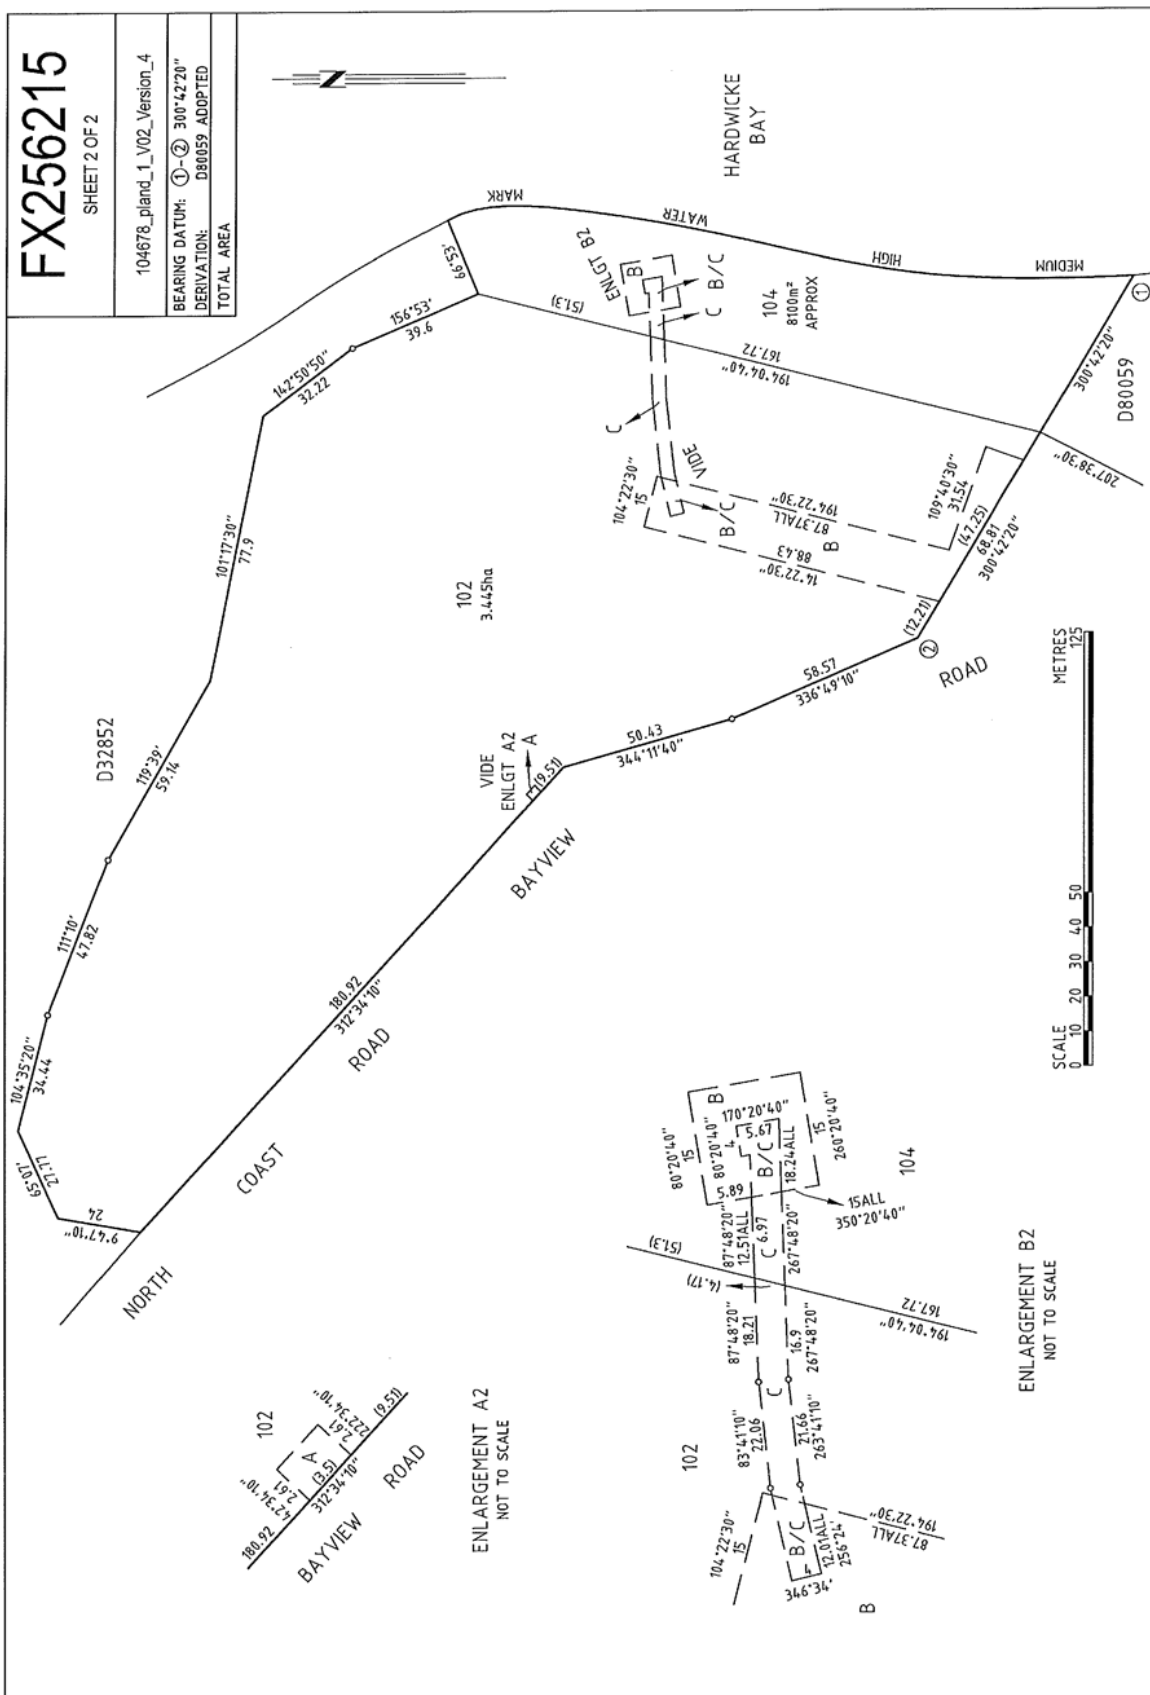 FX256215
SHEET 2 OF 2
104678_pland_1_V02_Version_4
BEARING DATUM: ①-② 300°42'20"
DERIVATION: D80059 ADOPTED
TOTAL AREA
N
HARDWICKE
BAY
MARK
WATER
HIGH
MEDIUM
66°53'
156°53'
39.6
142°50'50"
32.22
101°17'30"
77.9
119°39'
59.14
D32852
111°10'
47.82
104°35'20"
34.44
65°07'
27.77
24
9°47'10"
NORTH
COAST
ROAD
180.92
312°34'10"
BAYVIEW
ROAD
VIDE
ENLGT A2
A
(9.51)
50.43
344°11'40"
58.57
336°49'10"
②
(12.21)
(47.25)
68.81
300°42'20"
300°42'20"
①
D80059
207°38'30"
109°40'30"
31.54
102
3.445ha
104
8100m²
APPROX
(51.3)
167.72
194°04'40"
VIDE
ENLGT B2
B
B/C
C
C
104°22'30"
15
B/C
87.37ALL
194°22'30"
B
88.43
14°22'30"
SCALE
METRES
0 10 20 30 40 50 125
102
42°34'10"
2.61
A
2.61
222°34'10"
180.92
(3.5)
312°34'10"
(9.51)
BAYVIEW
ROAD
ENLARGEMENT A2
NOT TO SCALE
80°20'40"
15
B
80°20'40"
4
170°20'40"
5.67
5.89
B/C
18.24ALL
15
260°20'40"
15ALL
350°20'40"
104
87°48'20"
12.51ALL
C
6.97
267°48'20"
(51.3)
(4.17)
167.72
194°04'40"
87°48'20"
18.21
16.9
267°48'20"
C
83°41'10"
22.06
21.66
263°41'10"
102
104°22'30"
15
B/C
4
12.01ALL
256°24'
346°34'
87.37ALL
194°22'30"
B
ENLARGEMENT B2
NOT TO SCALE